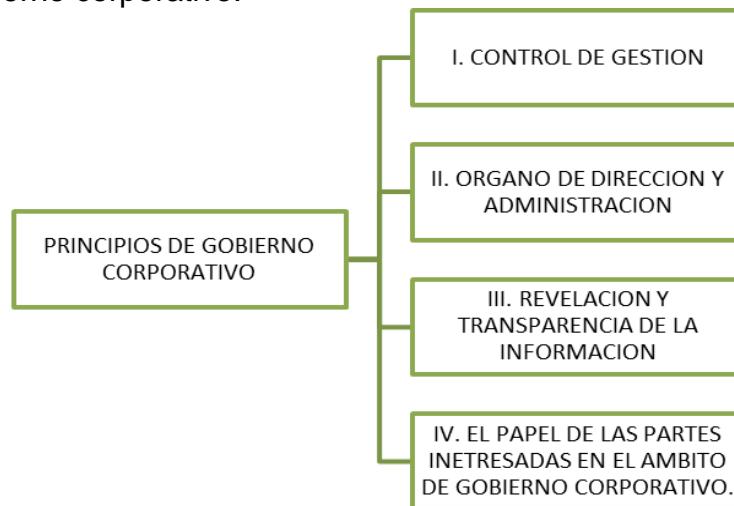 corporativo.
I. CONTROL DE GESTION
II. ORGANO DE DIRECCION Y
ADMINISTRACION
PRINCIPIOS DE GOBIERNO
CORPORATIVO
III. REVELACION Y
TRANSPARENCIA DE LA
INFORMACION
IV. EL PAPEL DE LAS PARTES
INETRESADAS EN EL AMBITO
DE GOBIERNO CORPORATIVO.